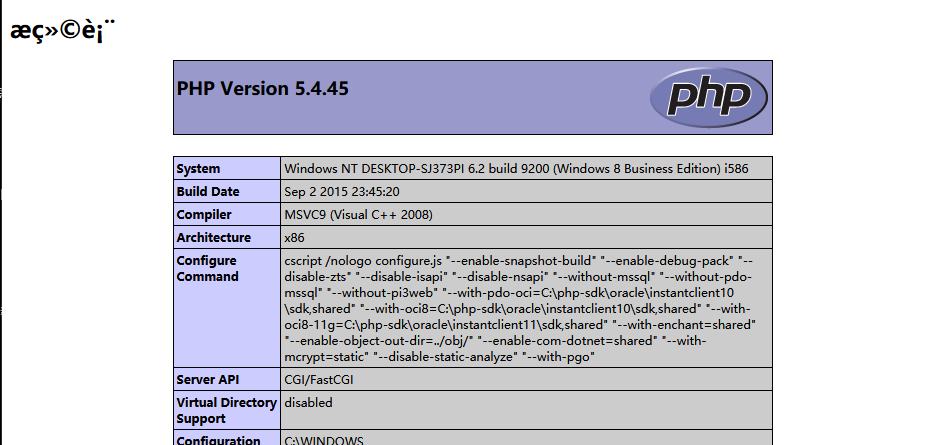 æç»©è¡¨
PHP Version 5.4.45
php
System Windows NT DESKTOP-SJ373PI 6.2 build 9200 (Windows 8 Business Edition) i586
Build Date Sep 2 2015 23:45:20
Compiler MSVC9 (Visual C++ 2008)
Architecture x86
Configure cscript /nologo configure.js "--enable-snapshot-build" "--enable-debug-pack" "--
Command disable-zts" "--disable-isapi" "--disable-nsapi" "--without-mssql" "--without-pdo-
mssql" "--without-pi3web" "--with-pdo-oci=C:\php-sdk\oracle\instantclient10
\sdk,shared" "--with-oci8=C:\php-sdk\oracle\instantclient10\sdk,shared" "--with-
oci8-11g=C:\php-sdk\oracle\instantclient11\sdk,shared" "--with-enchant=shared"
"--enable-object-out-dir=../obj/" "--enable-com-dotnet=shared" "--with-
mcrypt=static" "--disable-static-analyze" "--with-pgo"
Server API CGI/FastCGI
Virtual Directory disabled
Support
Configuration C:\WINDOWS